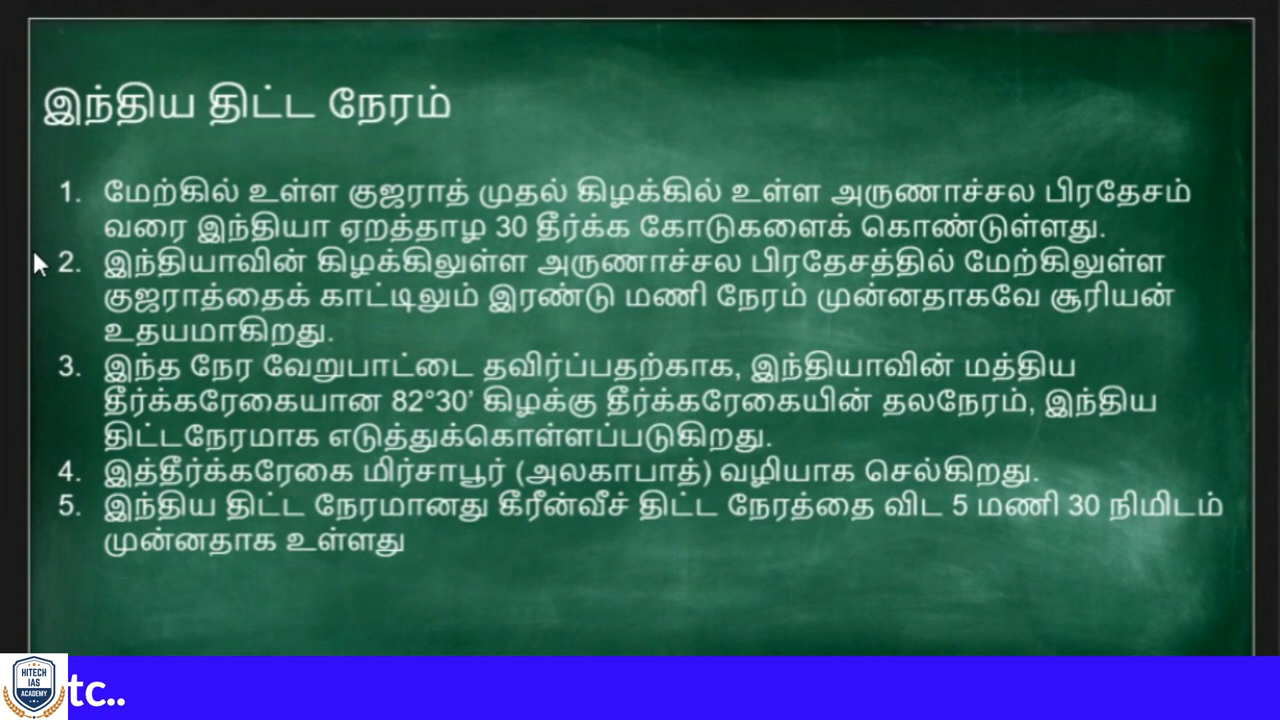 இந்திய திட்ட நேரம்
1. மேற்கில் உள்ள குஜராத் முதல் கிழக்கில் உள்ள அருணாச்சல பிரதேசம்
வரை இந்தியா ஏறத்தாழ 30 தீர்க்க கோடுகளைக் கொண்டுள்ளது.
2. இந்தியாவின் கிழக்கிலுள்ள அருணாச்சல பிரதேசத்தில் மேற்கிலுள்ள
குஜராத்தைக் காட்டிலும் இரண்டு மணி நேரம் முன்னதாகவே சூரியன்
உதயமாகிறது.
3. இந்த நேர வேறுபாட்டை தவிர்ப்பதற்காக, இந்தியாவின் மத்திய
தீர்க்கரேகையான 82°30’ கிழக்கு தீர்க்கரேகையின் தலநேரம், இந்திய
திட்டநேரமாக எடுத்துக்கொள்ளப்படுகிறது.
4. இத்தீர்க்கரேகை மிர்சாபூர் (அலகாபாத்) வழியாக செல்கிறது.
5. இந்திய திட்ட நேரமானது கிரீன்வீச் திட்ட நேரத்தை விட 5 மணி 30 நிமிடம்
முன்னதாக உள்ளது
HITECH
IAS
ACADEMY
tc..